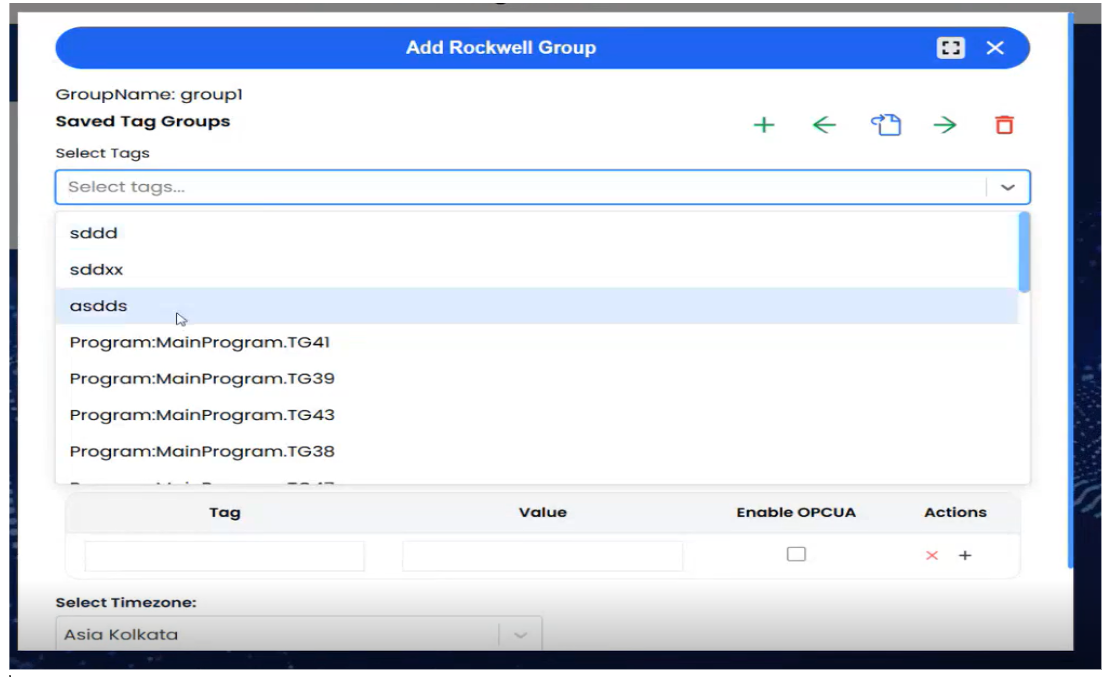 Add Rockwell Group
GroupName: group1
Saved Tag Groups
Select Tags
Select tags...
sddd
sddxx
asdds
Program:MainProgram.TG41
Program:MainProgram.TG39
Program:MainProgram.TG43
Program:MainProgram.TG38
Tag Value Enable OPCUA Actions
Select Timezone:
Asia Kolkata